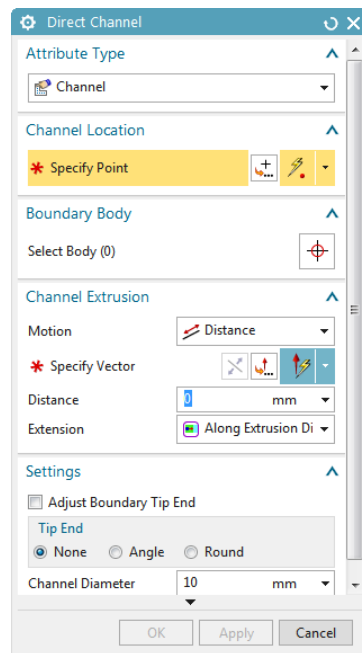 Direct Channel
Attribute Type
Channel
Channel Location
* Specify Point
Boundary Body
Select Body (0)
Channel Extrusion
Motion Distance
* Specify Vector
Distance 0 mm
Extension Along Extrusion Di
Settings
Adjust Boundary Tip End
Tip End
None Angle Round
Channel Diameter 10 mm
OK Apply Cancel